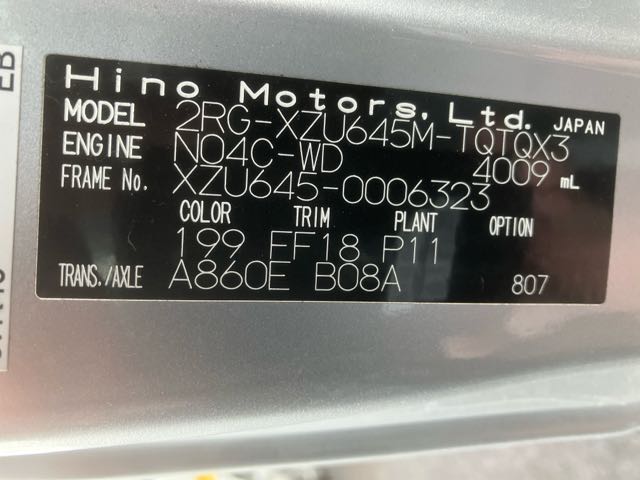 EB
Hino Motors, Ltd. JAPAN
MODEL 2RG-XZU645M-TQTQX3
ENGINE N04C-WD 4009 mL
FRAME No. XZU645-0006323
COLOR TRIM PLANT OPTION
199 FF18 P11
TRANS./AXLE A860E B08A 807